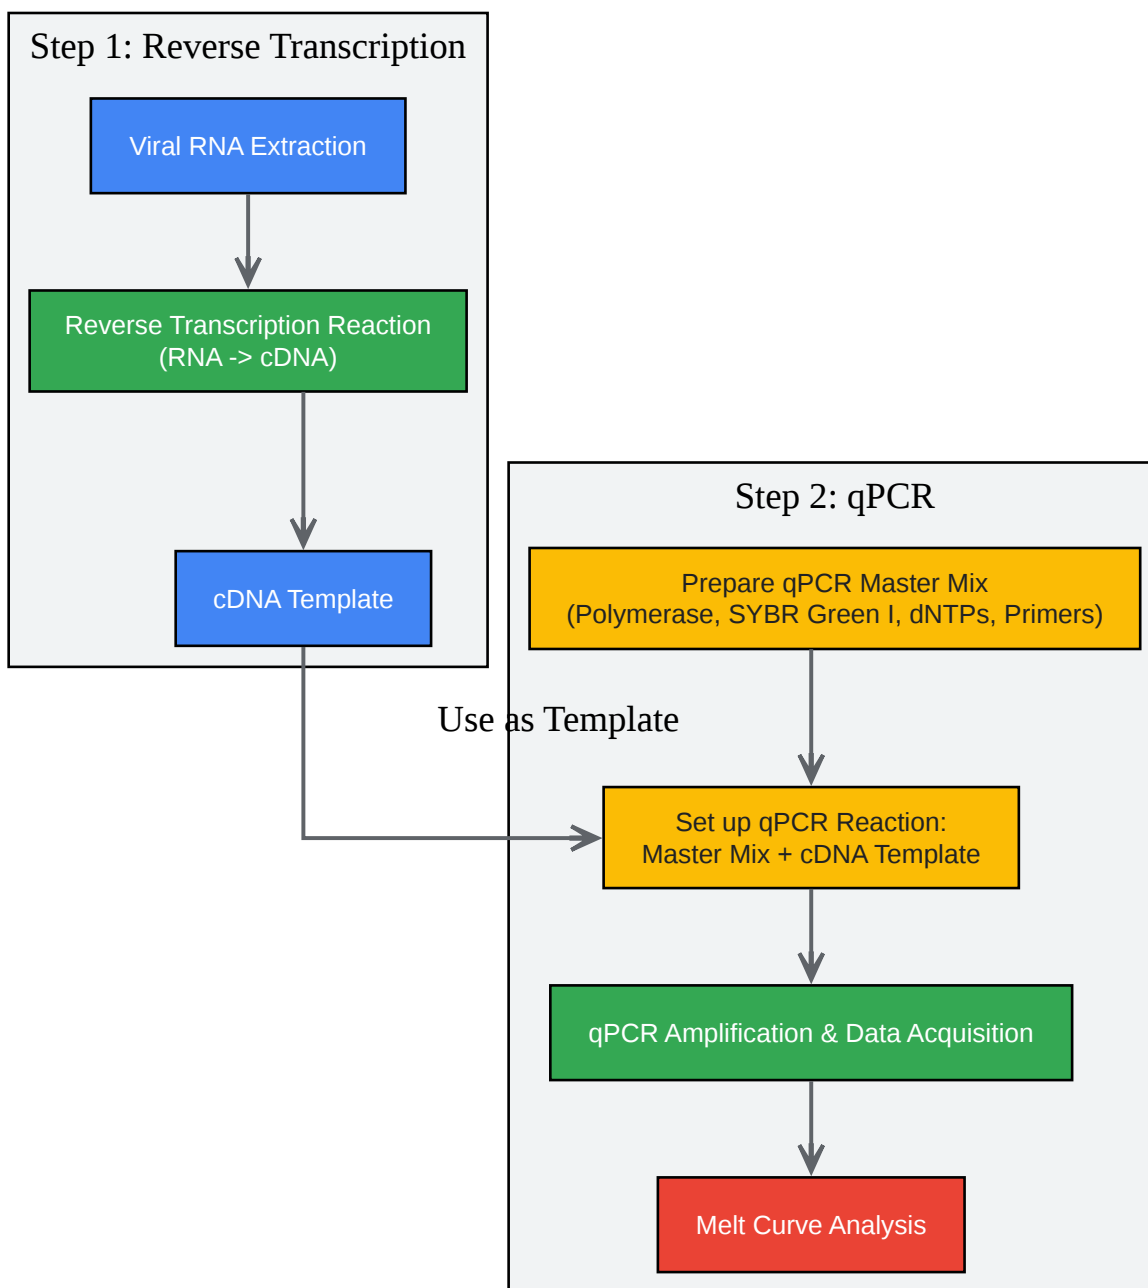 Step 1: Reverse Transcription
Viral RNA Extraction
Reverse Transcription Reaction
(RNA -> cDNA)
cDNA Template
Use as Template
Step 2: qPCR
Prepare qPCR Master Mix
(Polymerase, SYBR Green I, dNTPs, Primers)
Set up qPCR Reaction:
Master Mix + cDNA Template
qPCR Amplification & Data Acquisition
Melt Curve Analysis